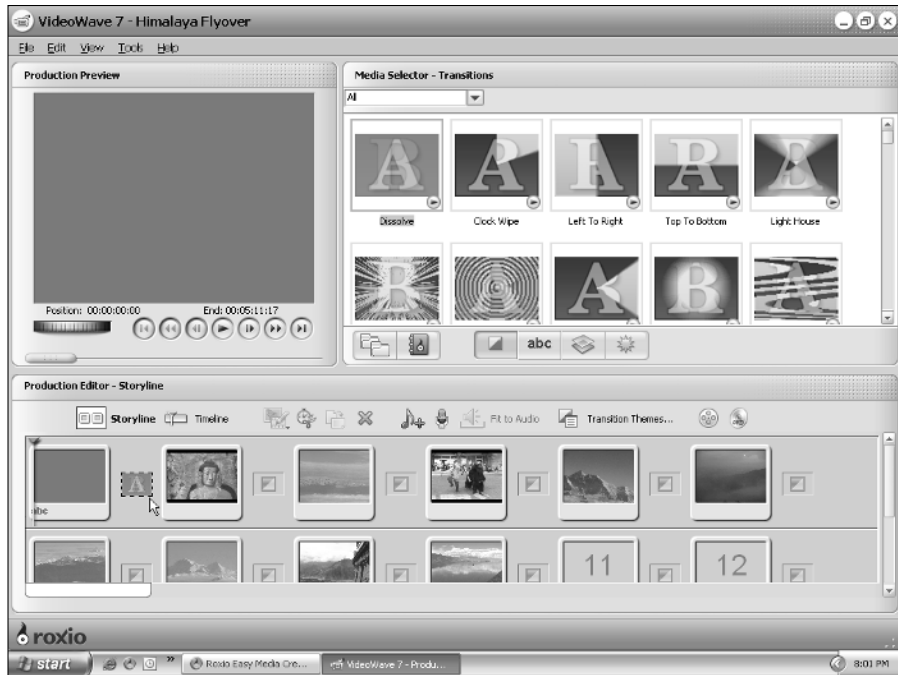 VideoWave 7 - Himalaya Flyover
File Edit View Tools Help
Production Preview
Position: 00:00:00:00 End: 00:05:11:17
Media Selector - Transitions
All
Dissolve Clock Wipe Left To Right Top To Bottom Light House
abc
Production Editor - Storyline
Storyline Timeline Fit to Audio Transition Themes...
abc
11 12
roxio
start » Roxio Easy Media Cre... VideoWave 7 - Produ... 8:01 PM